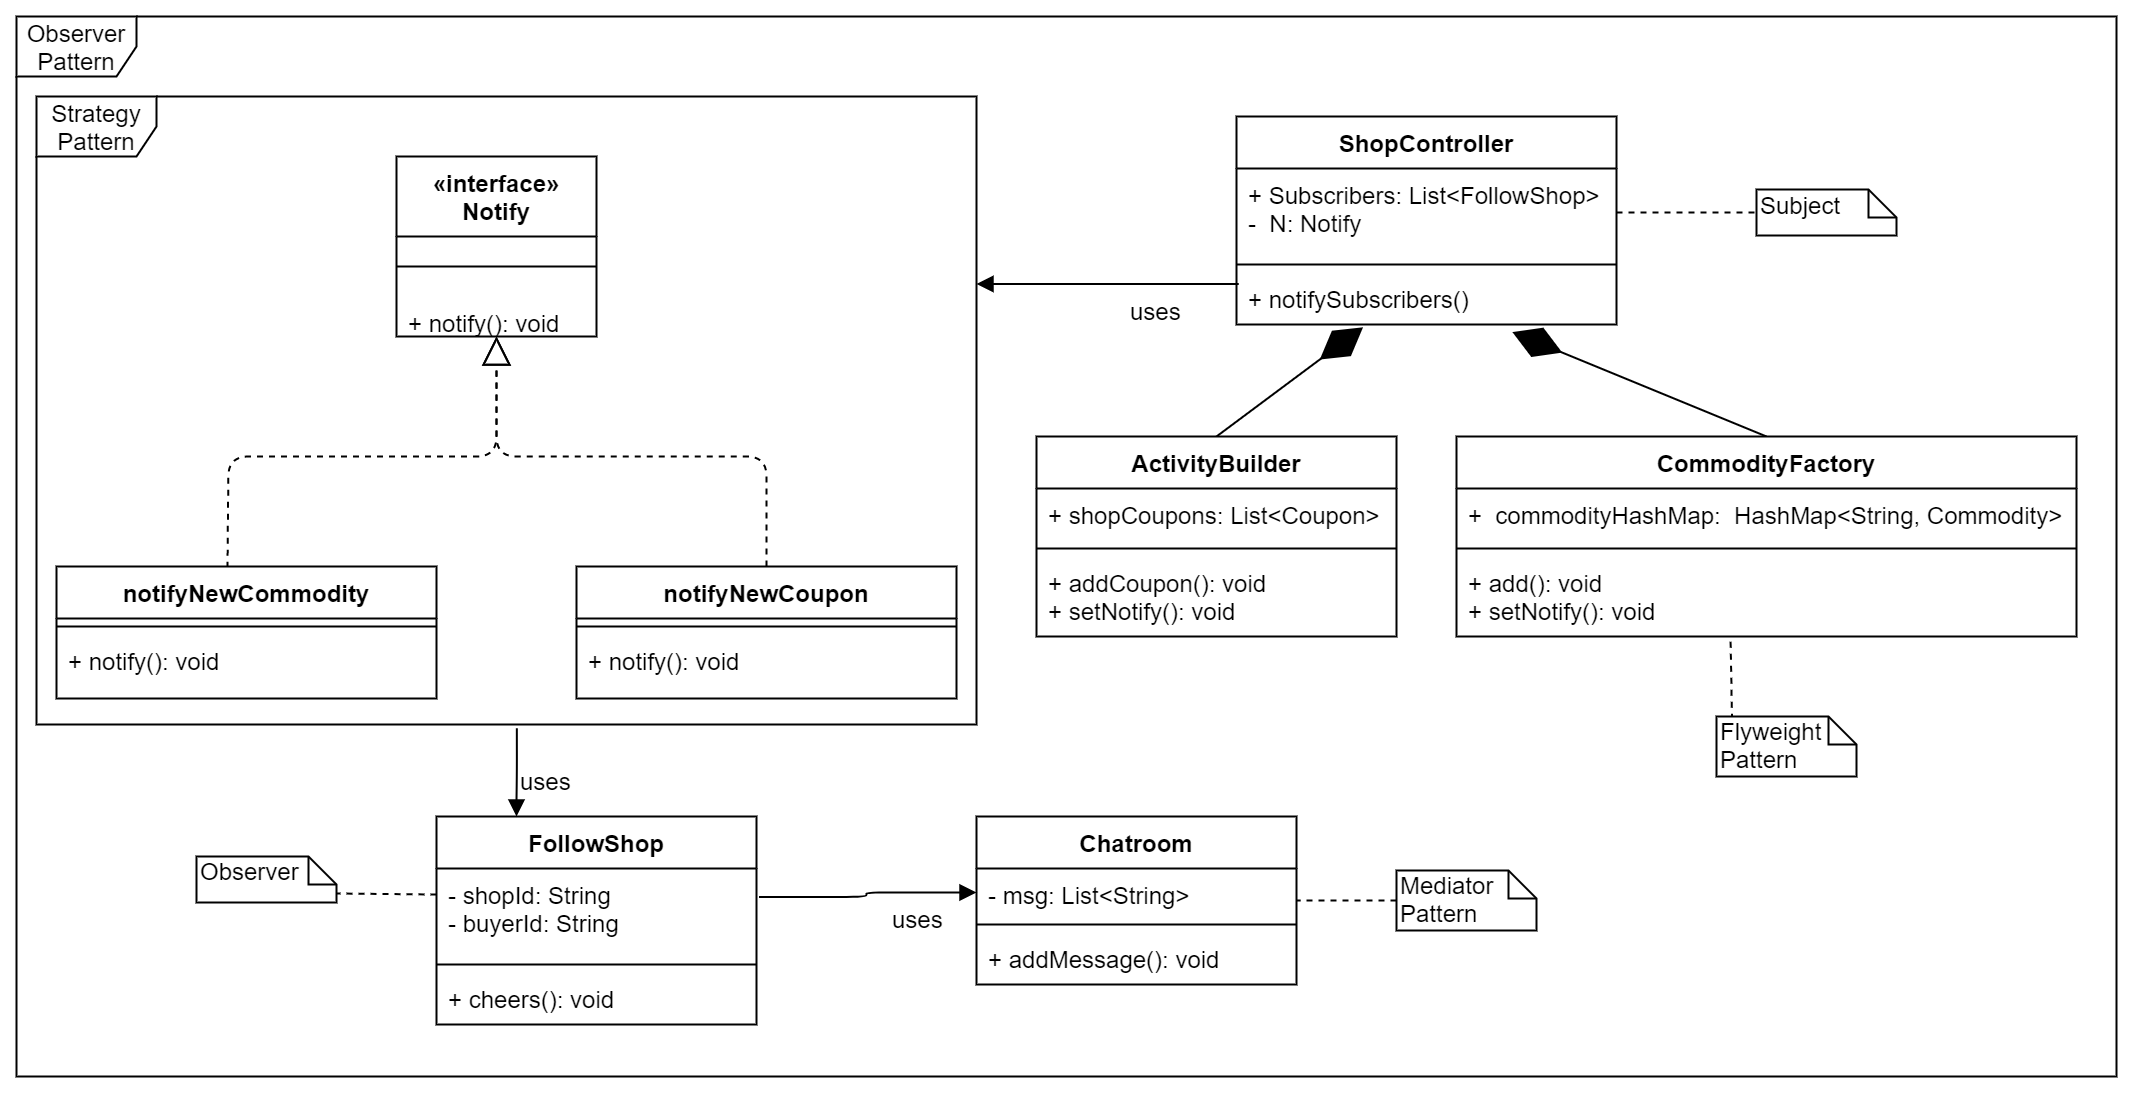 Observer
Pattern
Strategy
Pattern
«interface»
Notify
+ notify(): void
notifyNewCommodity
+ notify(): void
notifyNewCoupon
+ notify(): void
ShopController
+ Subscribers: List<FollowShop>
- N: Notify
+ notifySubscribers()
Subject
uses
ActivityBuilder
+ shopCoupons: List<Coupon>
+ addCoupon(): void
+ setNotify(): void
CommodityFactory
+ commodityHashMap: HashMap<String, Commodity>
+ add(): void
+ setNotify(): void
Flyweight
Pattern
uses
Observer
FollowShop
- shopId: String
- buyerId: String
+ cheers(): void
uses
Chatroom
- msg: List<String>
+ addMessage(): void
Mediator
Pattern